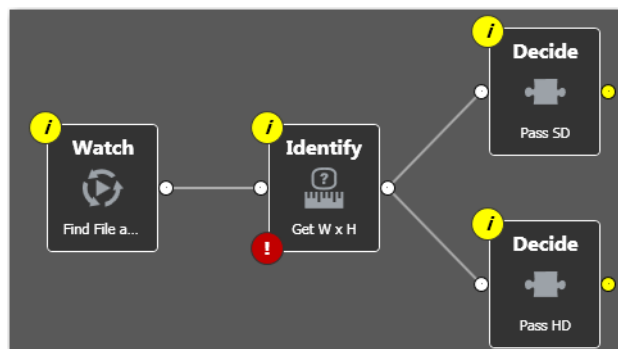 i
Watch
Find File a...
i
Identify
?
Get W x H
!
i
Decide
Pass SD
i
Decide
Pass HD